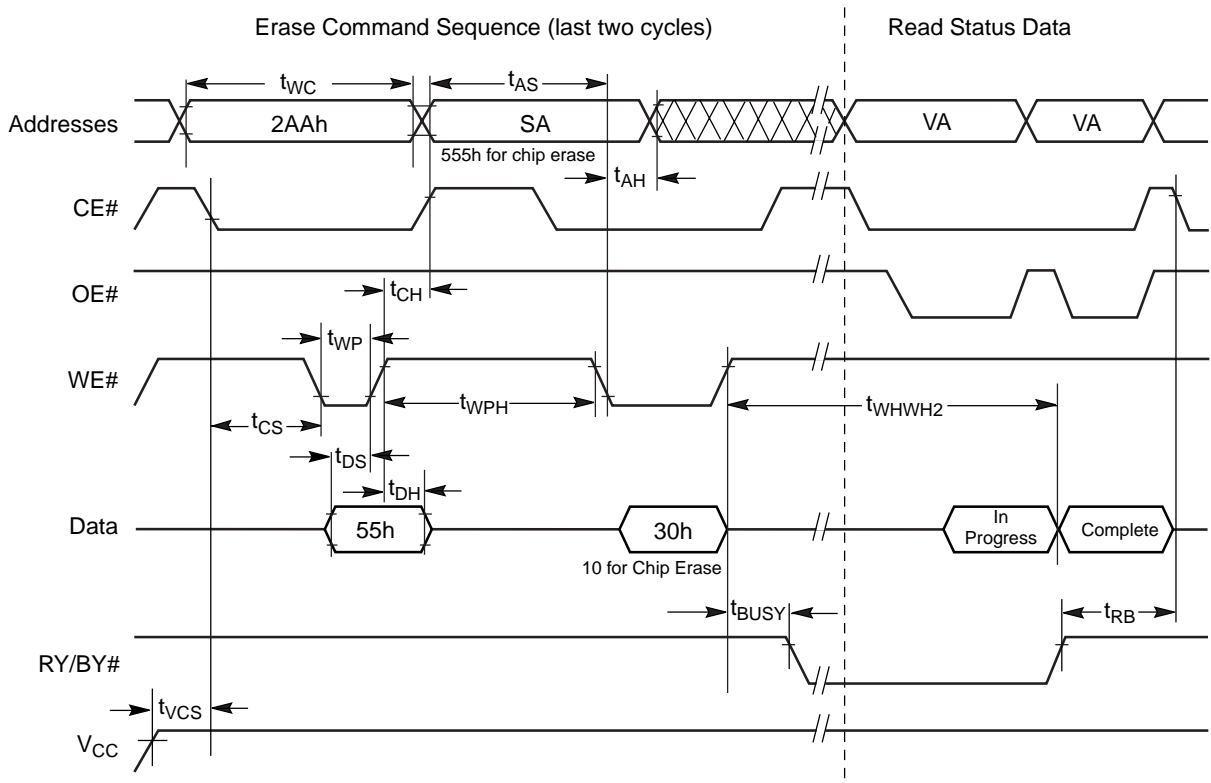 Erase Command Sequence (last two cycles)
Read Status Data
tWC
tAS
Addresses
2AAh
SA
VA
VA
555h for chip erase
tAH
CE#
OE#
tCH
tWP
WE#
tWPH
tWHWH2
tCS
tDS
tDH
Data
55h
30h
In
Progress
Complete
10 for Chip Erase
tBUSY
tRB
RY/BY#
tVCS
VCC